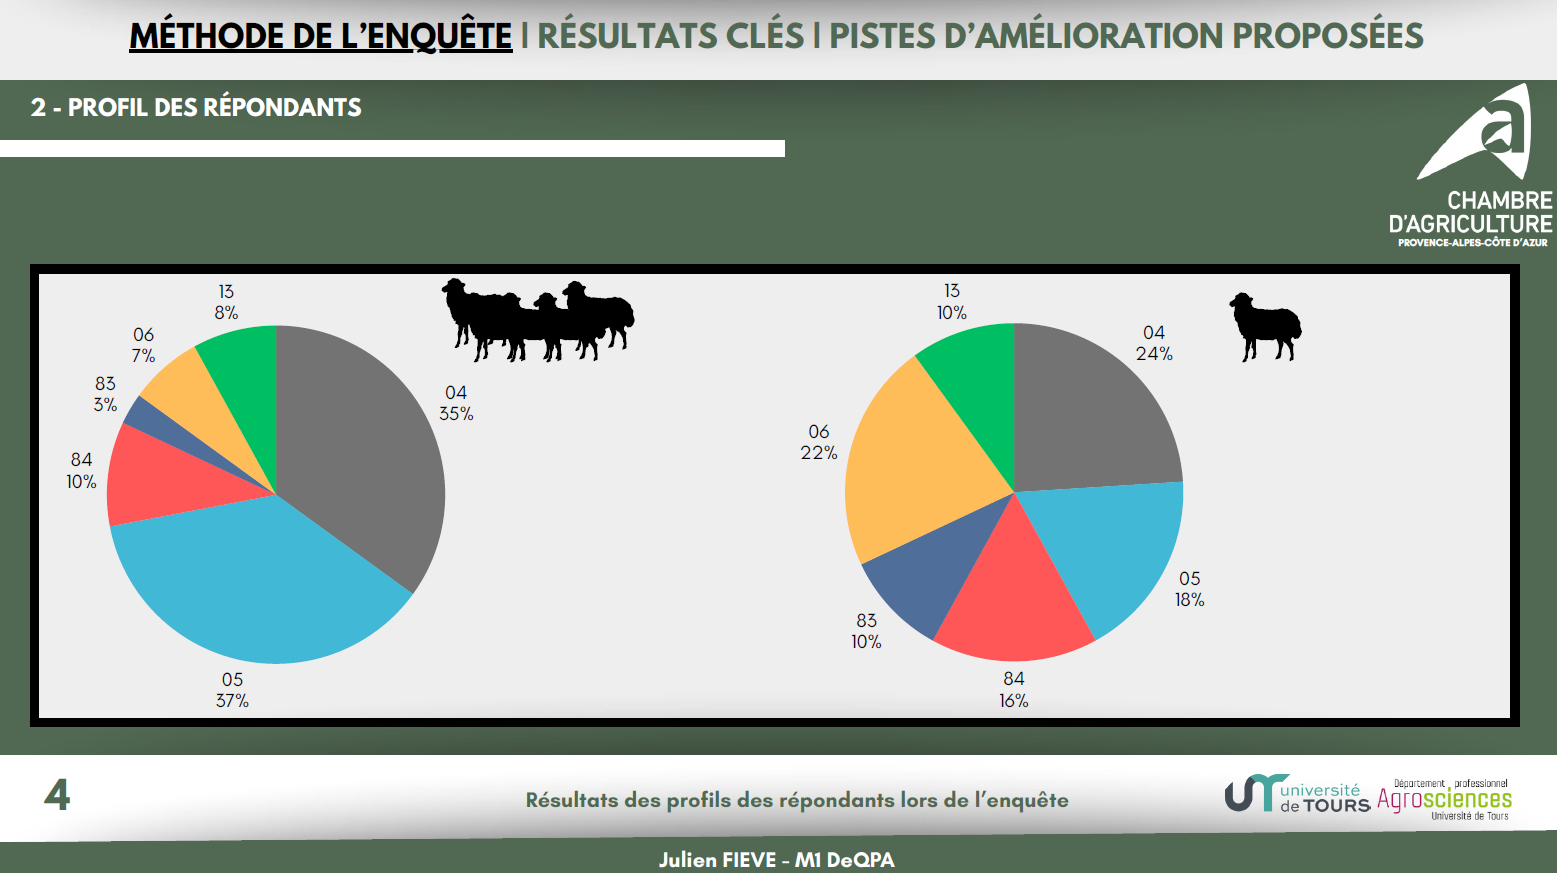 MÉTHODE DE L'ENQUÊTE | RÉSULTATS CLÉS | PISTES D'AMÉLIORATION PROPOSÉES
2 - PROFIL DES RÉPONDANTS
a
CHAMBRE
D'AGRICULTURE
PROVENCE-ALPES-CÔTE D'AZUR
13
8%
06
7%
83
3%
84
10%
04
35%
05
37%
13
10%
04
24%
06
22%
05
18%
83
10%
84
16%
4
Résultats des profils des répondants lors de l'enquête
université
de TOURS
Département professionnel
Agrosciences
Université de Tours
Julien FIEVE - M1 DeQPA